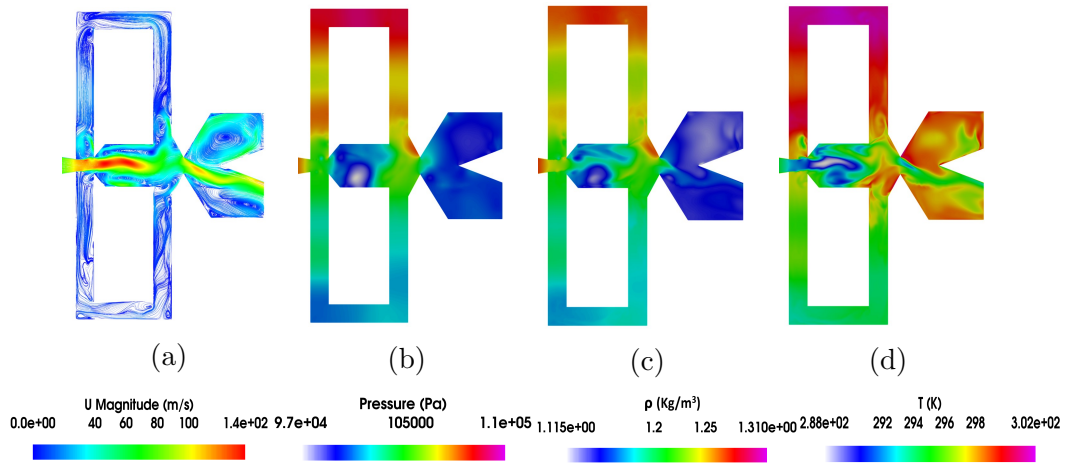 (a) (b) (c) (d)
U Magnitude (m/s)
0.0e+00 40 60 80 100 1.4e+02
Pressure (Pa)
9.7e+04 105000 1.1e+05
ρ (Kg/m³)
1.115e+00 1.2 1.25 1.310e+00
T (K)
2.88e+02 292 294 296 298 3.02e+02